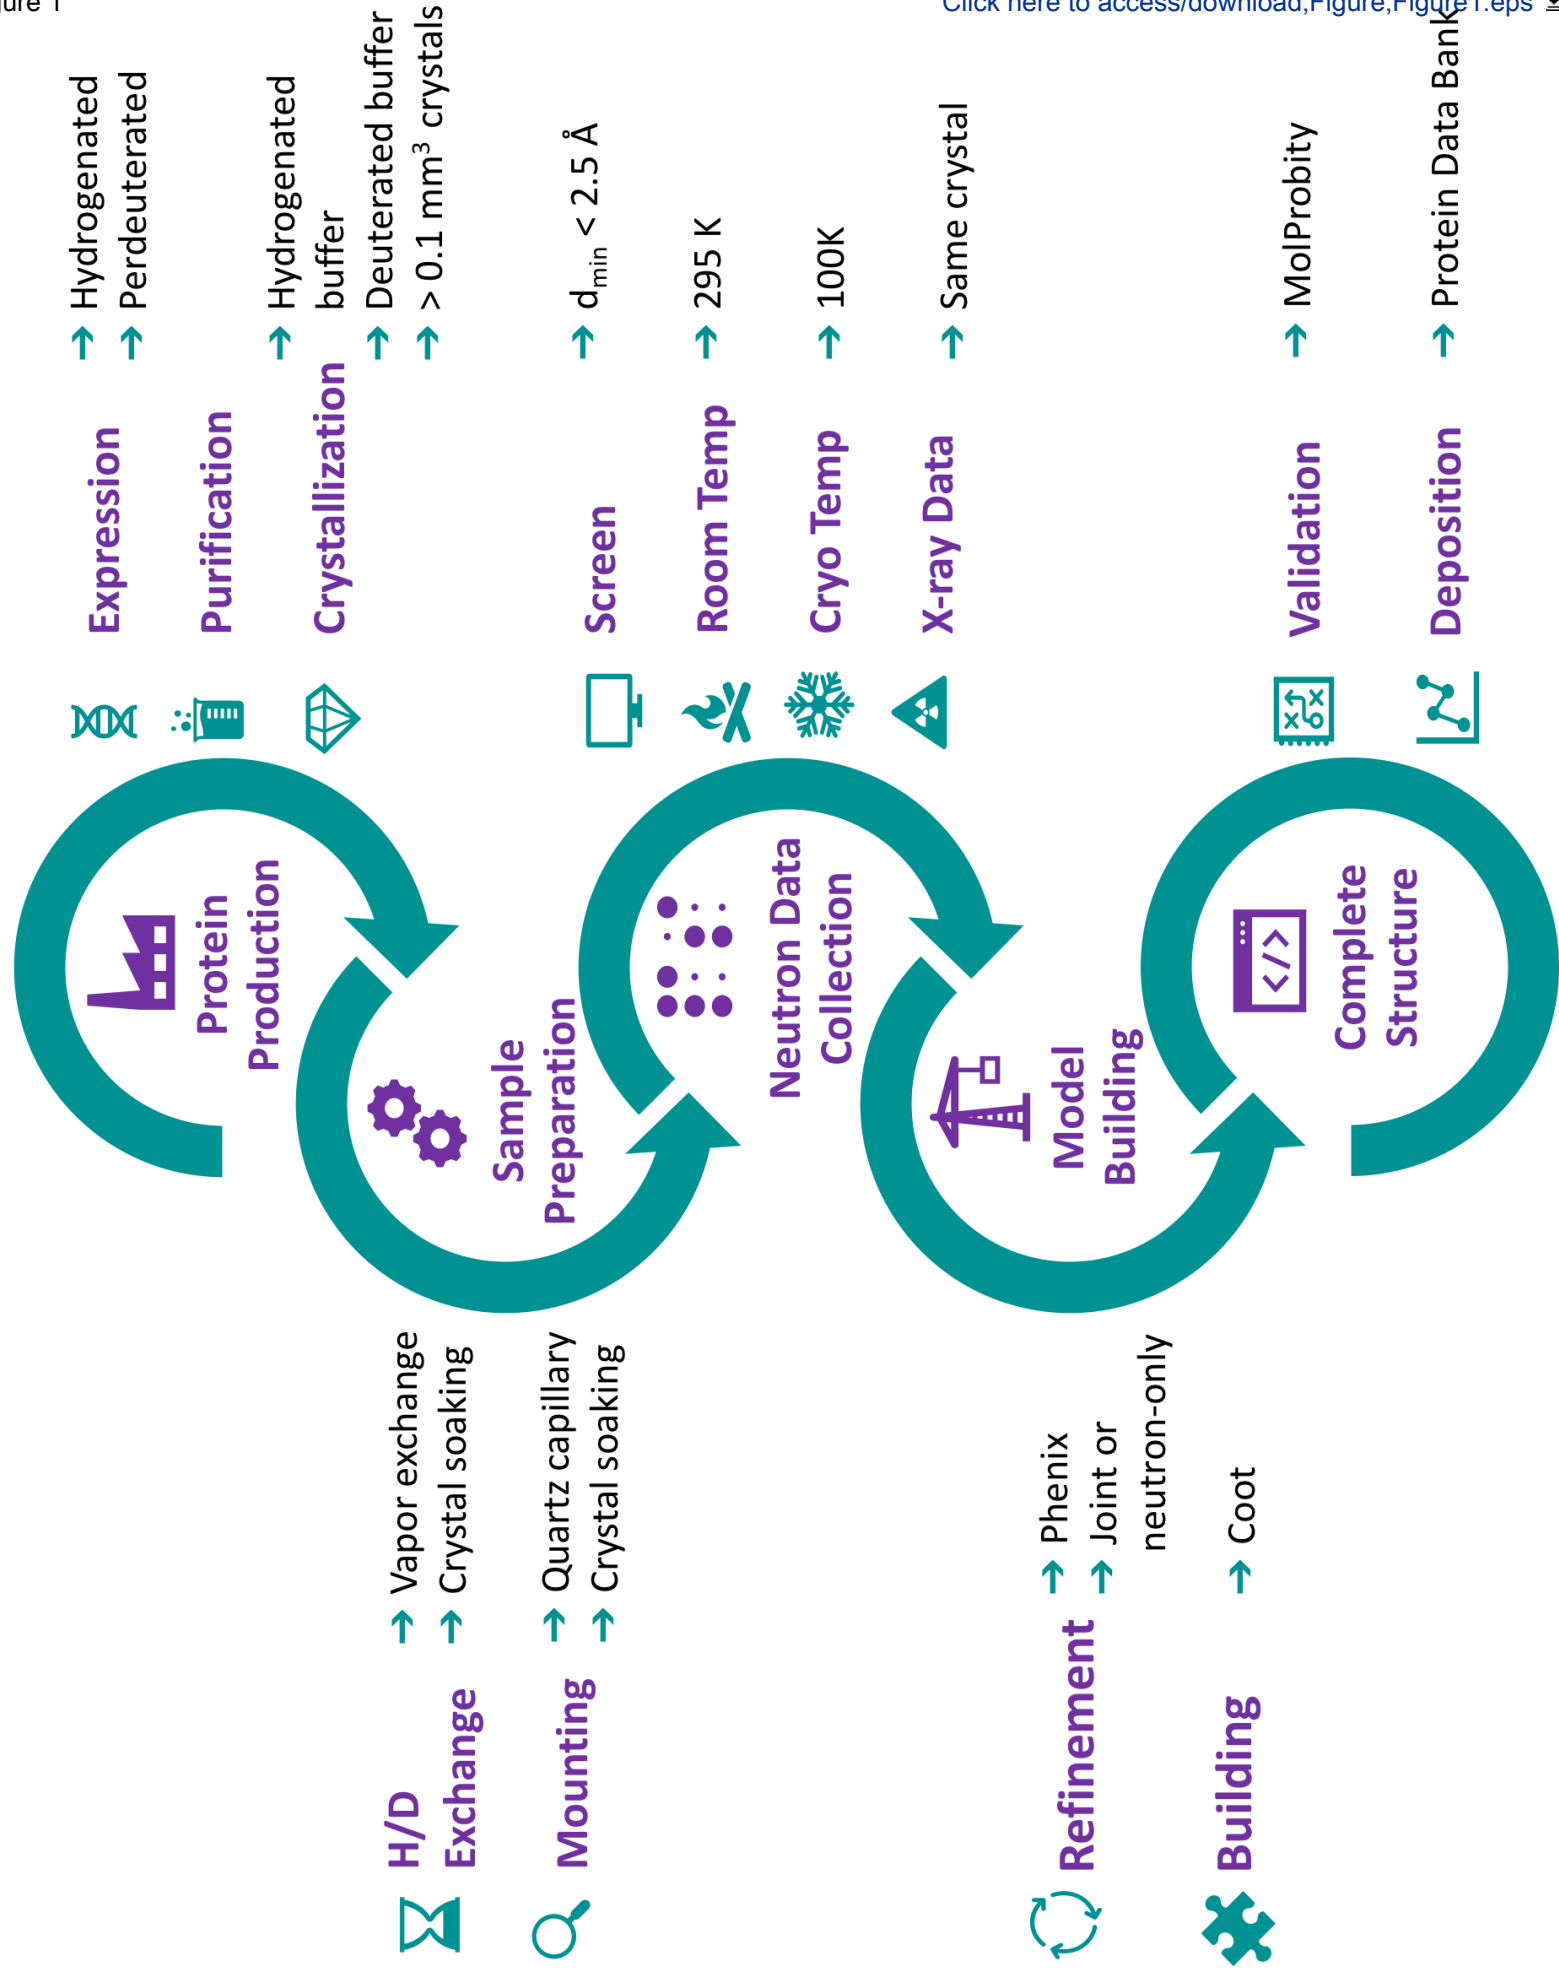 gure 1
Click here to access/download;Figure;Figure1.eps
Protein
Production
Expression
→ Hydrogenated
→ Perdeuterated
Purification
Crystallization
→ Hydrogenated
buffer
→ Deuterated buffer
→ > 0.1 mm³ crystals
Sample
Preparation
H/D
Exchange
→ Vapor exchange
→ Crystal soaking
Mounting
→ Quartz capillary
→ Crystal soaking
Neutron Data
Collection
Screen
→ dmin < 2.5 Å
Room Temp
→ 295 K
Cryo Temp
→ 100K
X-ray Data
→ Same crystal
Model
Building
Refinement
→ Phenix
→ Joint or
neutron-only
Building
→ Coot
Complete
Structure
</>
Validation
→ MolProbity
Deposition
→ Protein Data Bank